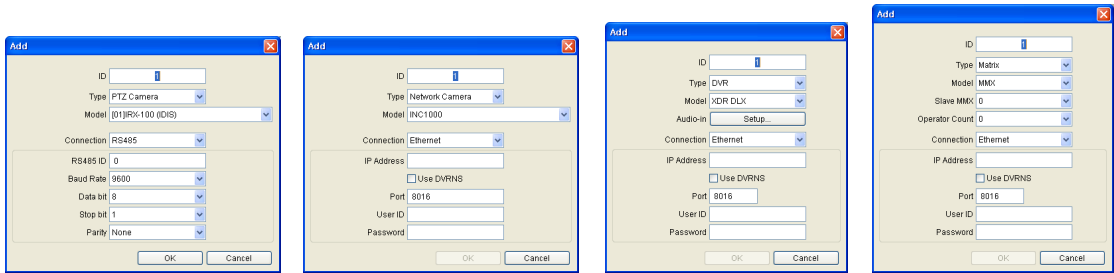 Add
ID 1
Type PTZ Camera
Model [01]IRX-100 (IDIS)
Connection RS485
RS485 ID 0
Baud Rate 9600
Data bit 8
Stop bit 1
Parity None
OK Cancel
Add
ID 1
Type Network Camera
Model INC1000
Connection Ethernet
IP Address
Use DVRNS
Port 8016
User ID
Password
OK Cancel
Add
ID 1
Type DVR
Model XDR DLX
Audio-in Setup...
Connection Ethernet
IP Address
Use DVRNS
Port 8016
User ID
Password
OK Cancel
Add
ID 1
Type Matrix
Model MMX
Slave MMX 0
Operator Count 0
Connection Ethernet
IP Address
Use DVRNS
Port 8016
User ID
Password
OK Cancel